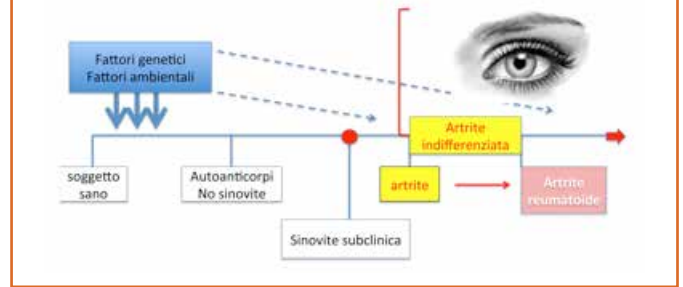 Fattori genetici
Fattori ambientali
Artrite
indifferenziata
soggetto
sano
Autoanticorpi
No sinovite
artrite
Artrite
reumatoide
Sinovite subclinica